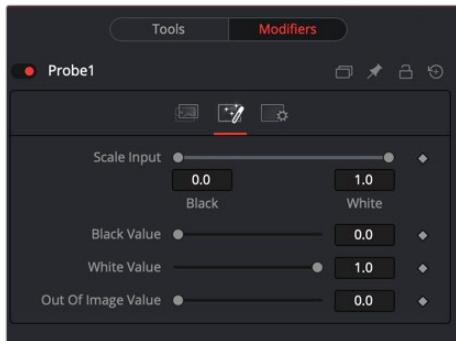 Tools Modifiers
Probe1
Scale Input
0.0 1.0
Black White
Black Value 0.0
White Value 1.0
Out Of Image Value 0.0